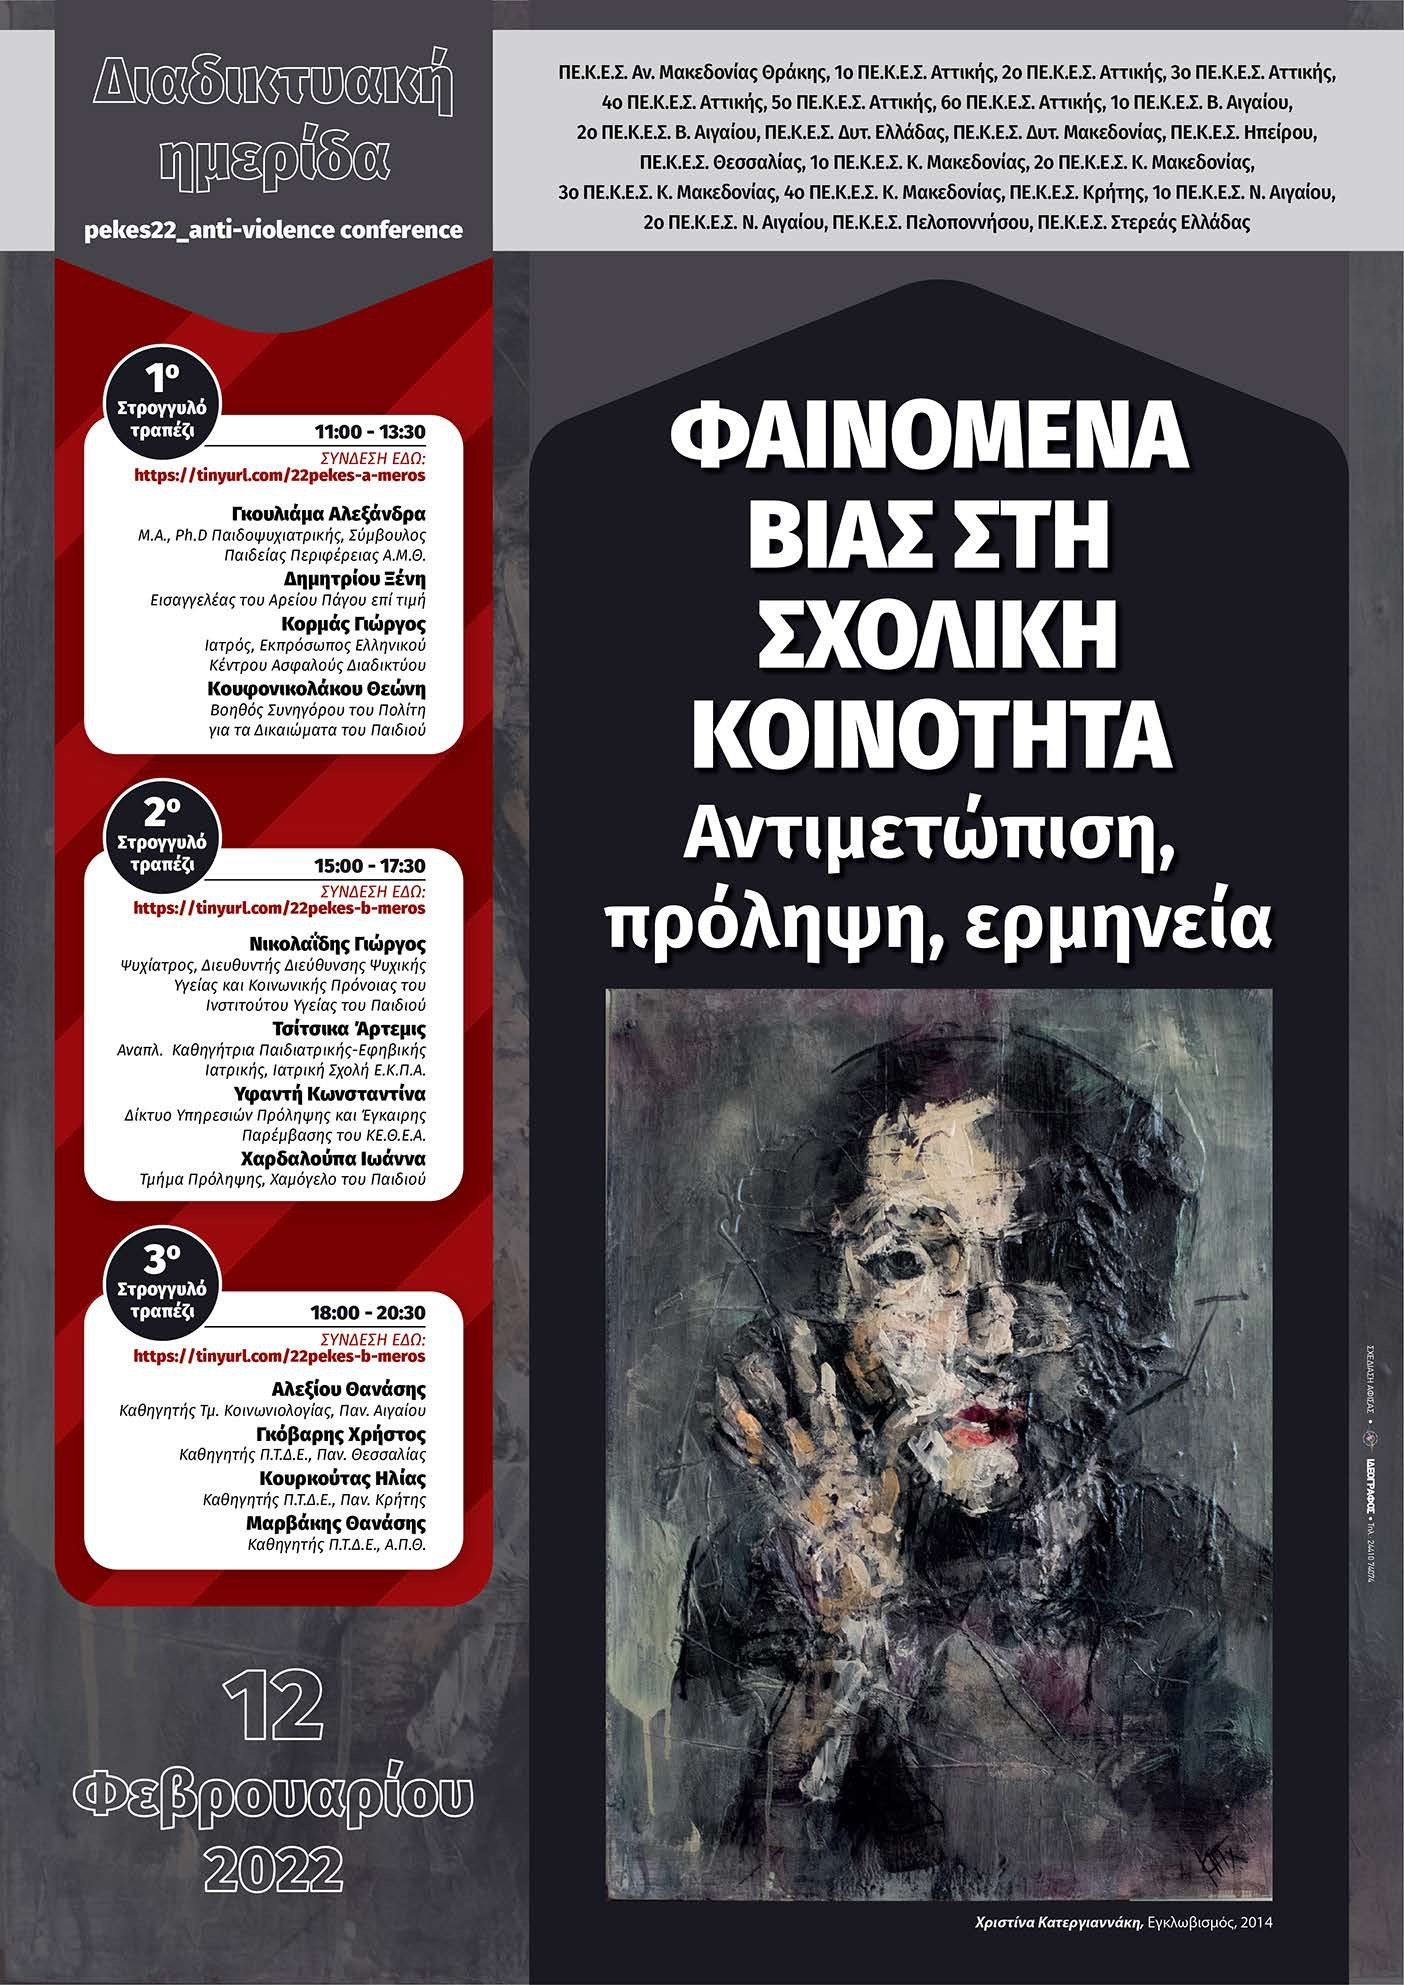 Διαδικτυακή
ημερίδα
pekes22_anti-violence conference
ΠΕ.Κ.Ε.Σ. Αν. Μακεδονίας Θράκης, 1ο ΠΕ.Κ.Ε.Σ. Αττικής, 2ο ΠΕ.Κ.Ε.Σ. Αττικής, 3ο ΠΕ.Κ.Ε.Σ. Αττικής,
4ο ΠΕ.Κ.Ε.Σ. Αττικής, 5ο ΠΕ.Κ.Ε.Σ. Αττικής, 6ο ΠΕ.Κ.Ε.Σ. Αττικής, 1ο ΠΕ.Κ.Ε.Σ. Β. Αιγαίου,
2ο ΠΕ.Κ.Ε.Σ. Β. Αιγαίου, ΠΕ.Κ.Ε.Σ. Δυτ. Ελλάδας, ΠΕ.Κ.Ε.Σ. Δυτ. Μακεδονίας, ΠΕ.Κ.Ε.Σ. Ηπείρου,
ΠΕ.Κ.Ε.Σ. Θεσσαλίας, 1ο ΠΕ.Κ.Ε.Σ. Κ. Μακεδονίας, 2ο ΠΕ.Κ.Ε.Σ. Κ. Μακεδονίας,
3ο ΠΕ.Κ.Ε.Σ. Κ. Μακεδονίας, 4ο ΠΕ.Κ.Ε.Σ. Κ. Μακεδονίας, ΠΕ.Κ.Ε.Σ. Κρήτης, 1ο ΠΕ.Κ.Ε.Σ. Ν. Αιγαίου,
2ο ΠΕ.Κ.Ε.Σ. Ν. Αιγαίου, ΠΕ.Κ.Ε.Σ. Πελοποννήσου, ΠΕ.Κ.Ε.Σ. Στερεάς Ελλάδας
1ο
Στρογγυλό
τραπέζι
11:00 - 13:30
ΣΥΝΔΕΣΗ ΕΔΩ:
https://tinyurl.com/22pekes-a-meros
Γκουλιάμα Αλεξάνδρα
Μ.Α., Ph.D Παιδοψυχιατρικής, Σύμβουλος
Παιδείας Περιφέρειας Α.Μ.Θ.
Δημητρίου Ξένη
Εισαγγελέας του Αρείου Πάγου επί τιμή
Κορμάς Γιώργος
Ιατρός, Εκπρόσωπος Ελληνικού
Κέντρου Ασφαλούς Διαδικτύου
Κουφονικολάκου Θεώνη
Βοηθός Συνηγόρου του Πολίτη
για τα Δικαιώματα του Παιδιού
2ο
Στρογγυλό
τραπέζι
15:00 - 17:30
ΣΥΝΔΕΣΗ ΕΔΩ:
https://tinyurl.com/22pekes-b-meros
Νικολαΐδης Γιώργος
Ψυχίατρος, Διευθυντής Διεύθυνσης Ψυχικής
Υγείας και Κοινωνικής Πρόνοιας του
Ινστιτούτου Υγείας του Παιδιού
Τσίτσικα Άρτεμις
Αναπλ. Καθηγήτρια Παιδιατρικής-Εφηβικής
Ιατρικής, Ιατρική Σχολή Ε.Κ.Π.Α.
Υφαντή Κωνσταντίνα
Δίκτυο Υπηρεσιών Πρόληψης και Έγκαιρης
Παρέμβασης του ΚΕ.Θ.Ε.Α.
Χαρδαλούπα Ιωάννα
Τμήμα Πρόληψης, Χαμόγελο του Παιδιού
3ο
Στρογγυλό
τραπέζι
18:00 - 20:30
ΣΥΝΔΕΣΗ ΕΔΩ:
https://tinyurl.com/22pekes-b-meros
Αλεξίου Θανάσης
Καθηγητής Τμ. Κοινωνιολογίας, Παν. Αιγαίου
Γκόβαρης Χρήστος
Καθηγητής Π.Τ.Δ.Ε., Παν. Θεσσαλίας
Κουρκούτας Ηλίας
Καθηγητής Π.Τ.Δ.Ε., Παν. Κρήτης
Μαρβάκης Θανάσης
Καθηγητής Π.Τ.Δ.Ε., Α.Π.Θ.
12
Φεβρουαρίου
2022
ΦΑΙΝΟΜΕΝΑ
ΒΙΑΣ ΣΤΗ
ΣΧΟΛΙΚΗ
ΚΟΙΝΟΤΗΤΑ
Αντιμετώπιση,
πρόληψη, ερμηνεία
Χριστίνα Κατεργιαννάκη, Εγκλωβισμός, 2014
ΣΧΕΔΙΑΣΗ ΑΦΙΣΑΣ • ΙΔΕΟΓΡΑΦΟΣ • Τηλ. 24410 74074